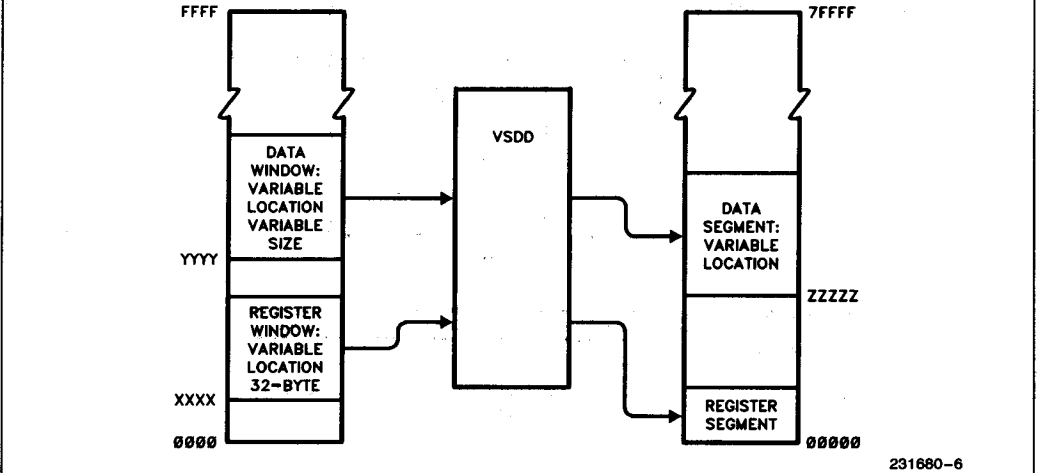 FFFF
DATA
WINDOW:
VARIABLE
LOCATION
VARIABLE
SIZE
YYYY
REGISTER
WINDOW:
VARIABLE
LOCATION
32-BYTE
XXXX
0000
VSDD
7FFFF
DATA
SEGMENT:
VARIABLE
LOCATION
ZZZZZ
REGISTER
SEGMENT
00000
231680-6